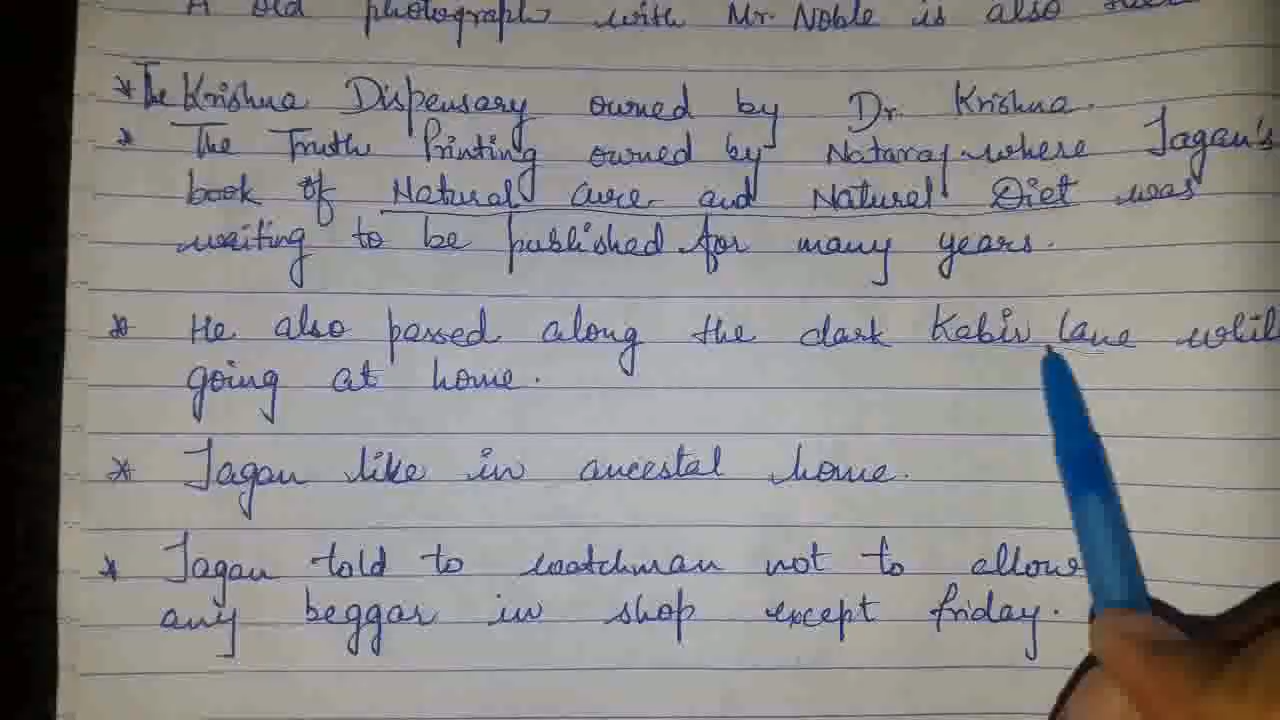 A old photograph with Mr. Noble is also
* The Krishna Dispensary owned by Dr. Krishna.
* The Truth Printing owned by Nataraj where Jagan's
book of Natural cure and Natural Diet was
waiting to be published for many years.
* He also passed along the dark Kabir lane whil
going at home.
* Jagan like in ancestal home.
* Jagan told to watchman not to allow
any beggar in shop except friday.